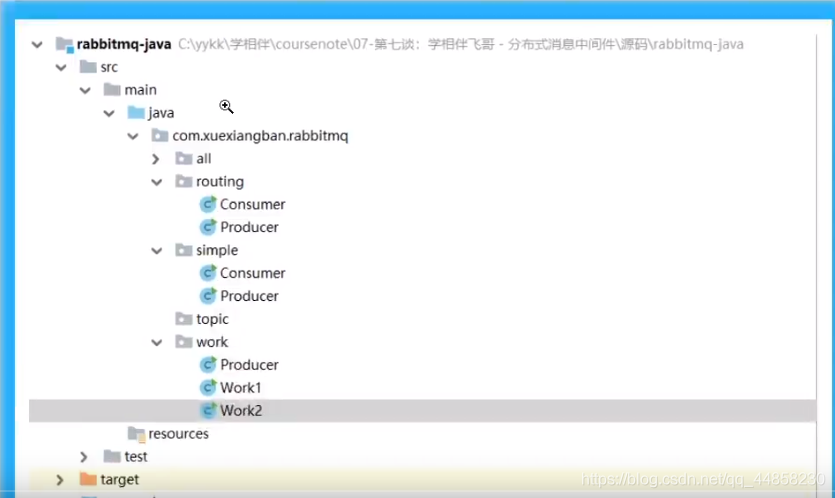 rabbitmq-java C:\yykk\学相伴\coursenote\07-第七谈：学相伴飞哥 - 分布式消息中间件\源码\rabbitmq-java
src
main
java
com.xuexiangban.rabbitmq
all
routing
Consumer
Producer
simple
Consumer
Producer
topic
work
Producer
Work1
Work2
resources
test
target
https://blog.csdn.net/qq_44858230